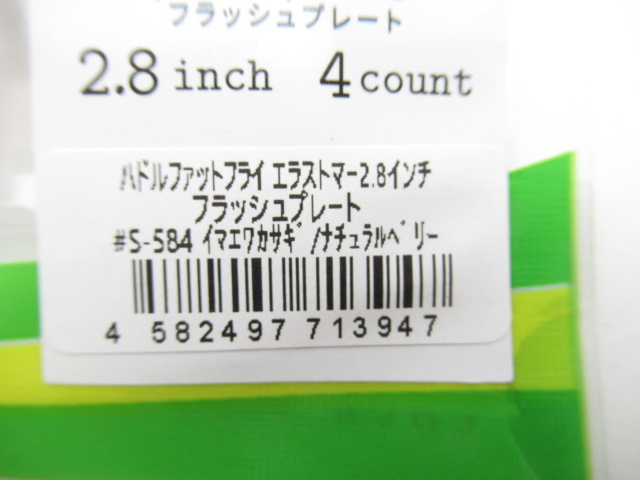 フラッシュプレート
2.8 inch 4 count
ﾊﾄﾞﾙﾌｧｯﾄﾌﾗｲ ｴﾗｽﾄﾏｰ2.8ｲﾝﾁ
フラッシュプレート
#S-584 ｲﾏｴﾜｶｻｷﾞ/ﾅﾁｭﾗﾙﾍﾞﾘｰ
4 582497 713947